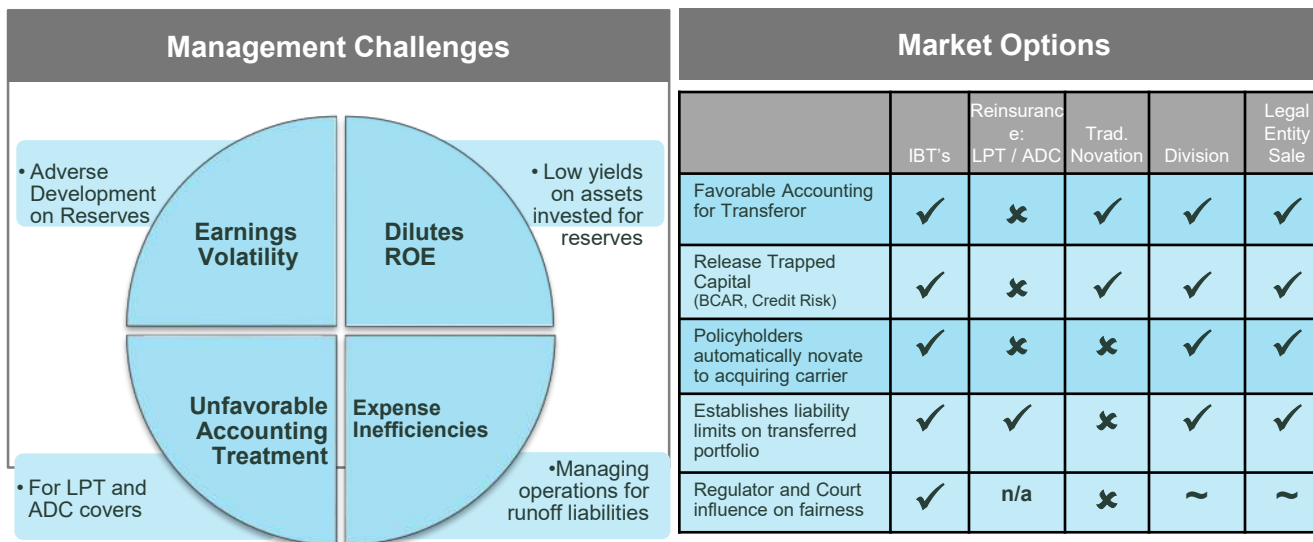 Management Challenges
• Adverse
Development
on Reserves
Earnings
Volatility
Dilutes
ROE
• Low yields
on assets
invested for
reserves
Unfavorable
Accounting
Treatment
Expense
Inefficiencies
• For LPT and
ADC covers
•Managing
operations for
runoff liabilities
Market Options
IBT's
Reinsuranc
e:
LPT / ADC
Trad.
Novation
Division
Legal
Entity
Sale
Favorable Accounting
for Transferor
✓ ✗ ✓ ✓ ✓
Release Trapped
Capital
(BCAR, Credit Risk)
✓ ✗ ✓ ✓ ✓
Policyholders
automatically novate
to acquiring carrier
✓ ✗ ✗ ✓ ✓
Establishes liability
limits on transferred
portfolio
✓ ✓ ✗ ✓ ✓
Regulator and Court
influence on fairness
✓ n/a ✗ ~ ~